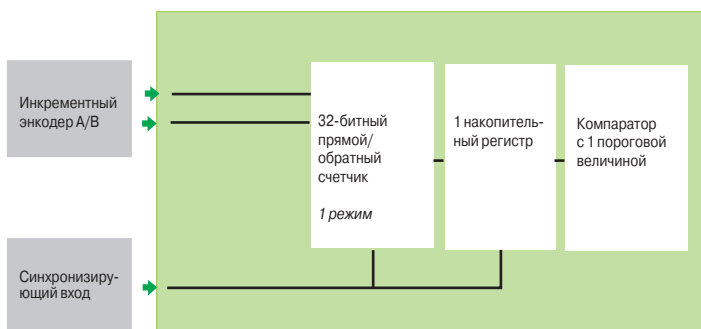 Инкрементный
энкодер A/B
32-битный
прямой/
обратный
счетчик
1 режим
1 накопитель-
ный регистр
Компаратор
с 1 пороговой
величиной
Синхронизиру-
ющий вход